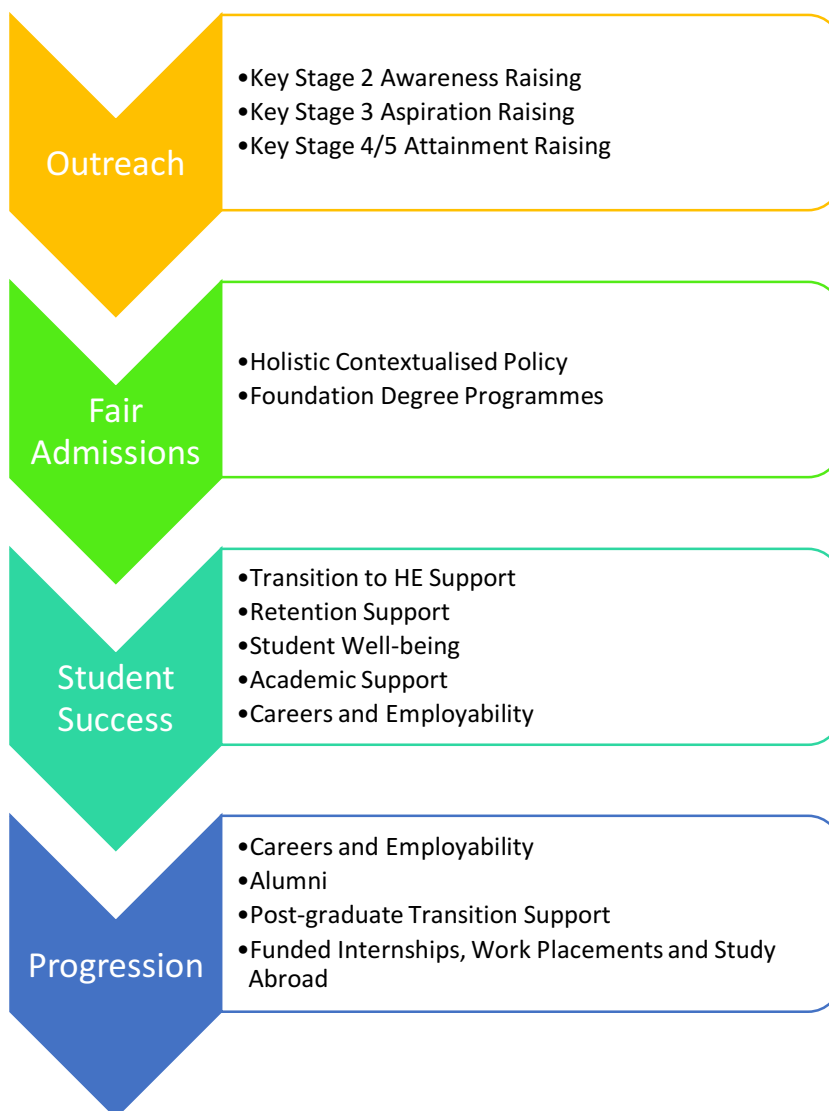 Outreach
•Key Stage 2 Awareness Raising
•Key Stage 3 Aspiration Raising
•Key Stage 4/5 Attainment Raising
Fair
Admissions
•Holistic Contextualised Policy
•Foundation Degree Programmes
Student
Success
•Transition to HE Support
•Retention Support
•Student Well-being
•Academic Support
•Careers and Employability
Progression
•Careers and Employability
•Alumni
•Post-graduate Transition Support
•Funded Internships, Work Placements and Study
Abroad